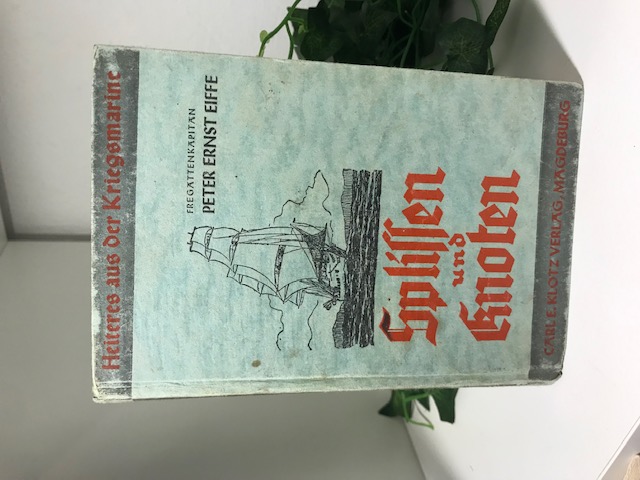 Heiteres aus der Kriegsmarine
FREGATTENKAPITÄN
PETER ERNST EIFFE
Splissen
und
Knoten
CARL E. KLOTZ VERLAG, MAGDEBURG